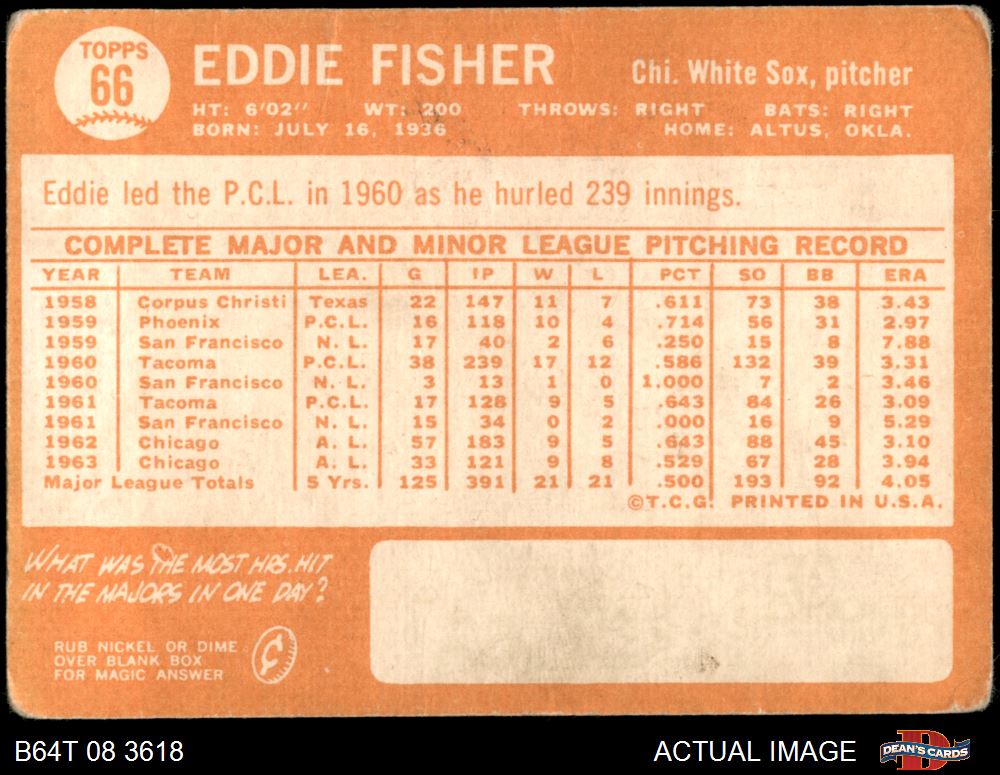 TOPPS
66
EDDIE FISHER
Chi. White Sox, pitcher
HT: 6'02" WT: 200 THROWS: RIGHT BATS: RIGHT
BORN: JULY 16, 1936 HOME: ALTUS, OKLA.
Eddie led the P.C.L. in 1960 as he hurled 239 innings.
COMPLETE MAJOR AND MINOR LEAGUE PITCHING RECORD
YEAR TEAM LEA. G IP W L PCT SO BB ERA
1958 Corpus Christi Texas 22 147 11 7 .611 73 38 3.43
1959 Phoenix P.C.L. 16 118 10 4 .714 56 31 2.97
1959 San Francisco N. L. 17 40 2 6 .250 15 8 7.88
1960 Tacoma P.C.L. 38 239 17 12 .586 132 39 3.31
1960 San Francisco N. L. 3 13 1 0 1.000 7 2 3.46
1961 Tacoma P.C.L. 17 128 9 5 .643 84 26 3.09
1961 San Francisco N. L. 15 34 0 2 .000 16 9 5.29
1962 Chicago A. L. 57 183 9 5 .643 88 45 3.10
1963 Chicago A. L. 33 121 9 8 .529 67 28 3.94
Major League Totals 5 Yrs. 125 391 21 21 .500 193 92 4.05
©T.C.G. PRINTED IN U.S.A.
WHAT WAS THE MOST HRS. HIT
IN THE MAJORS IN ONE DAY?
RUB NICKEL OR DIME
OVER BLANK BOX
FOR MAGIC ANSWER
¢
B64T 08 3618
ACTUAL IMAGE
D
DEAN'S CARDS